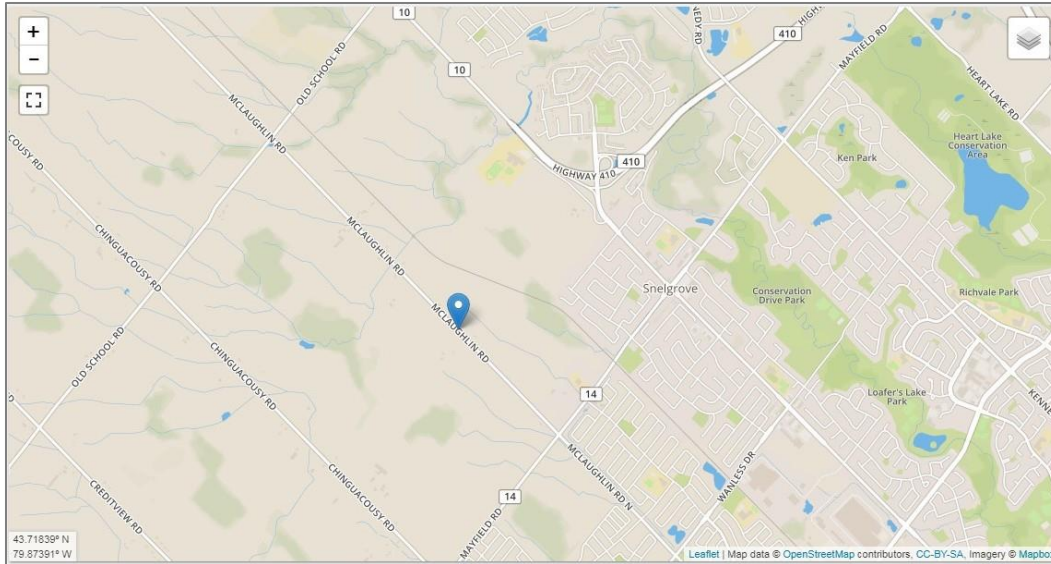 +
−
10
10
OLD SCHOOL RD
MCLAUGHLIN RD
NEDY RD
410
MAYFIELD RD
HEART LAKE RD
Heart Lake
Conservation
Area
Ken Park
410
HIGHWAY 410
COUSY RD
CHINGUACOUSY RD
MCLAUGHLIN RD
Snelgrove
Conservation
Drive Park
Richvale Park
MCLAUGHLIN RD
OLD SCHOOL RD
CHINGUACOUSY RD
14
Loafer's Lake
Park
KENNE
D
MCLAUGHLIN RD N
WANLESS DR
CHINGUACOUSY RD
CREDITVIEW RD
14
MAYFIELD RD
43.71839° N
79.87391° W
Leaflet | Map data © OpenStreetMap contributors, CC-BY-SA, Imagery © Mapbox